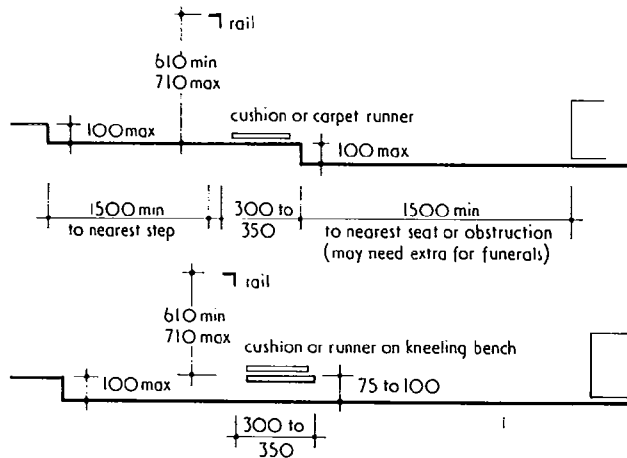 rail
610 min
710 max
cushion or carpet runner
100 max
100 max
1500 min
to nearest step
300 to
350
1500 min
to nearest seat or obstruction
(may need extra for funerals)
rail
610 min
710 max
cushion or runner on kneeling bench
100 max
75 to 100
300 to
350